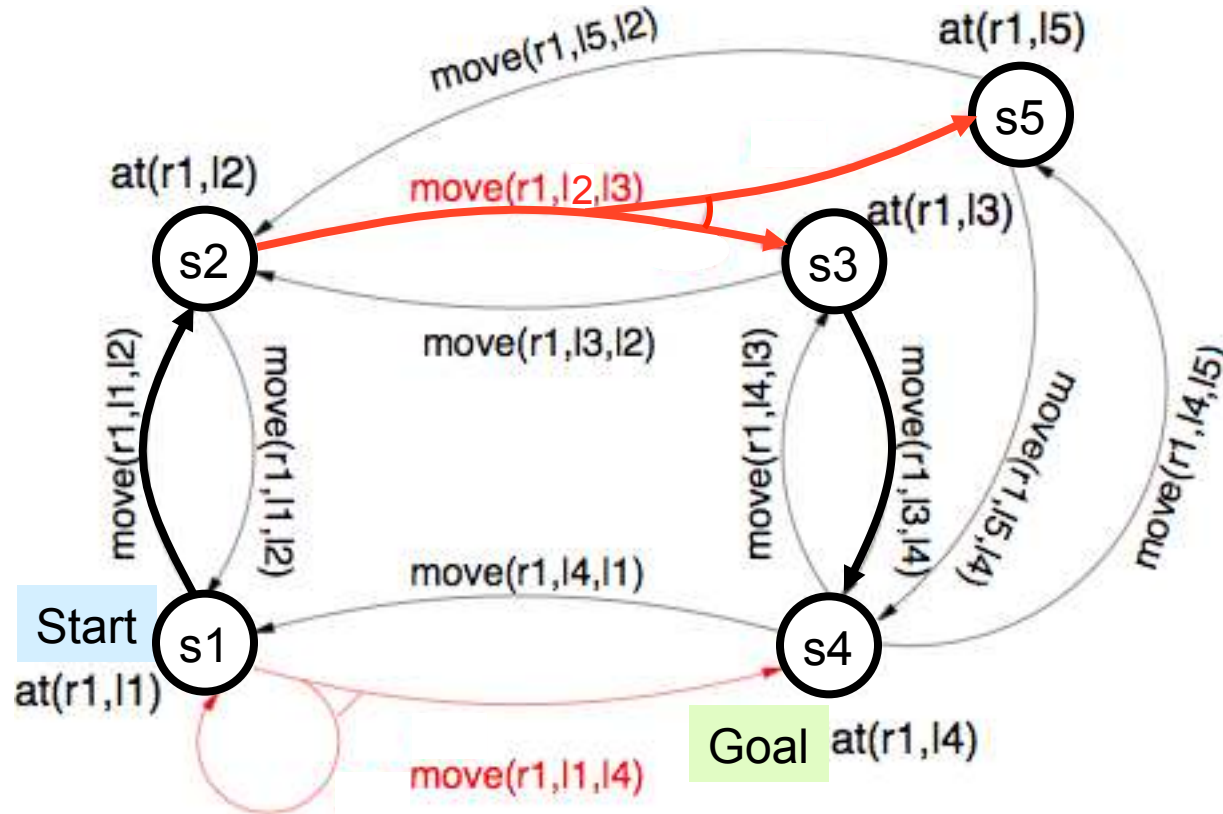 move(r1,l5,l2)
at(r1,l5)
s5
at(r1,l2)
move(r1,l2,l3)
at(r1,l3)
s2
s3
move(r1,l3,l2)
move(r1,l1,l2)
move(r1,l1,l2)
move(r1,l4,l3)
move(r1,l3,l4)
move(r1,l5,l4)
move(r1,l4,l5)
move(r1,l4,l1)
Start
s1
s4
at(r1,l1)
Goal
at(r1,l4)
move(r1,l1,l4)